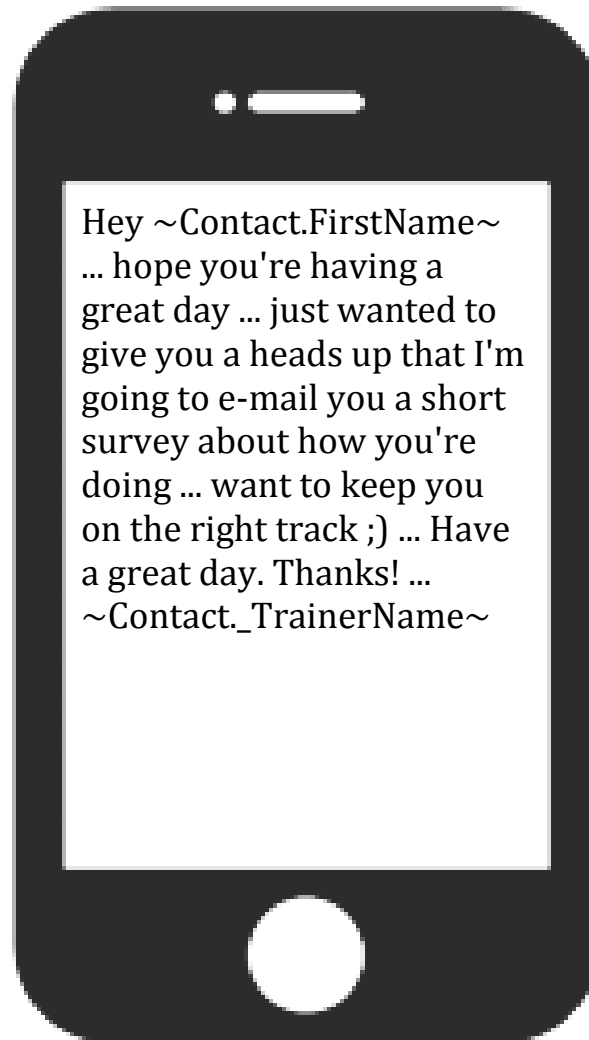 Hey ~Contact.FirstName~
... hope you're having a
great day ... just wanted to
give you a heads up that I'm
going to e-mail you a short
survey about how you're
doing ... want to keep you
on the right track ;) ... Have
a great day. Thanks! ...
~Contact._TrainerName~